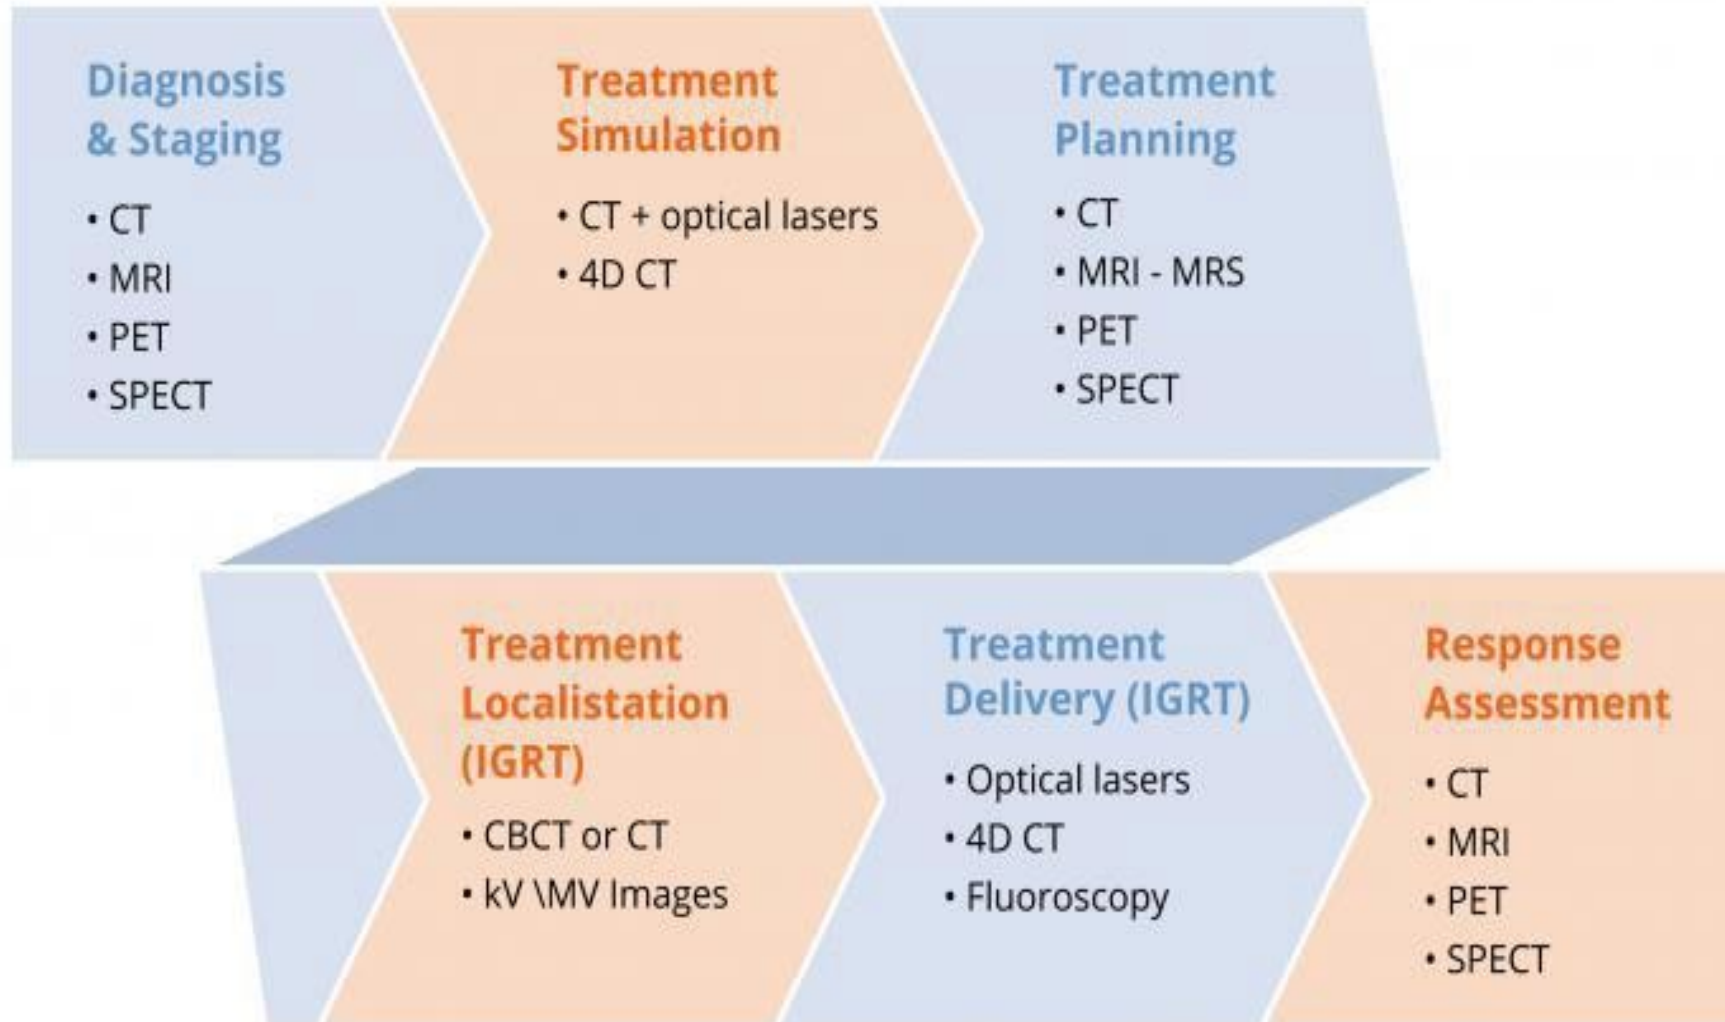 Diagnosis
& Staging
• CT
• MRI
• PET
• SPECT
Treatment
Simulation
• CT + optical lasers
• 4D CT
Treatment
Planning
• CT
• MRI - MRS
• PET
• SPECT
Treatment
Localistation
(IGRT)
• CBCT or CT
• kV \MV Images
Treatment
Delivery (IGRT)
• Optical lasers
• 4D CT
• Fluoroscopy
Response
Assessment
• CT
• MRI
• PET
• SPECT